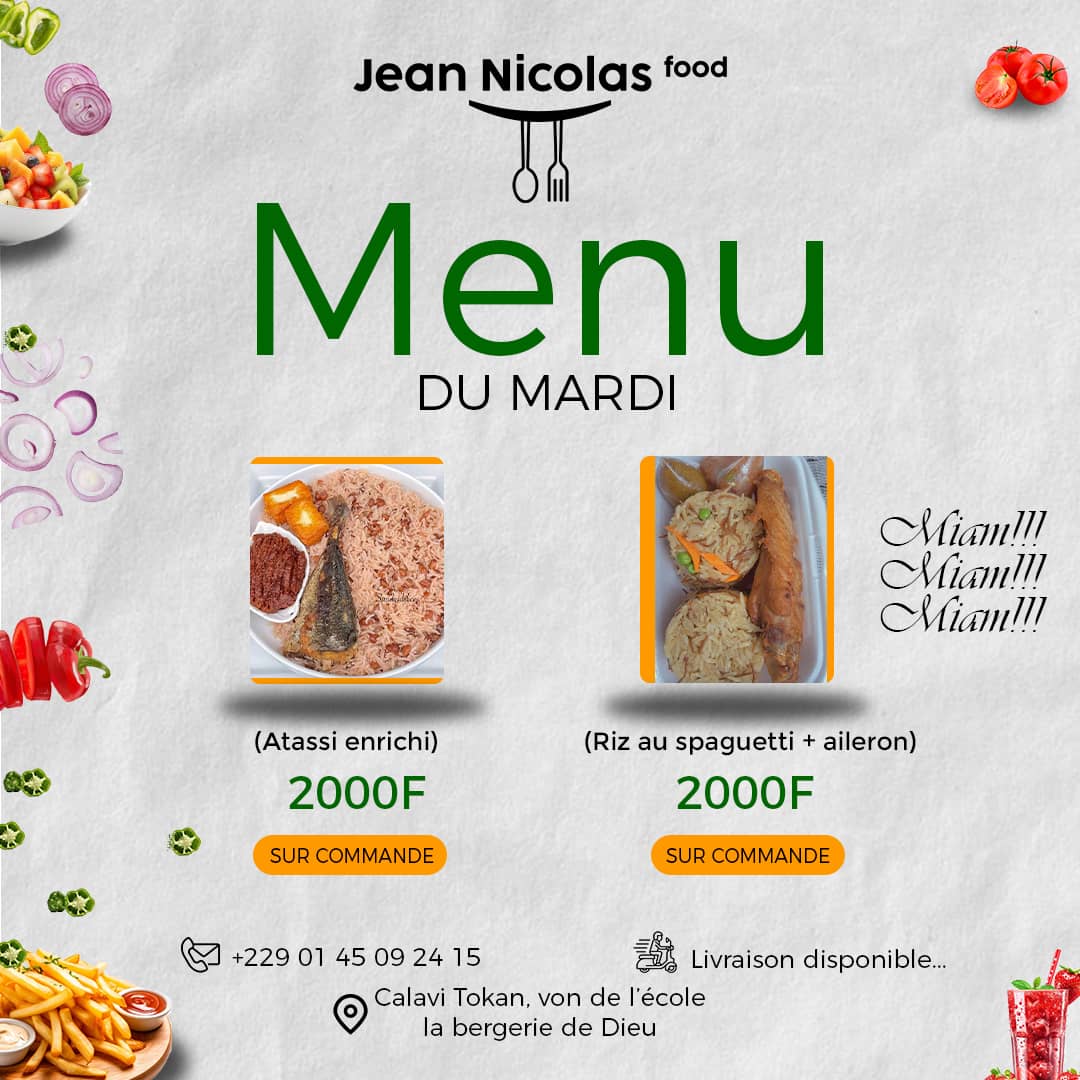 Jean Nicolas food
Menu
DU MARDI
Miam!!!
Miam!!!
Miam!!!
(Atassi enrichi)
(Riz au spaguetti + aileron)
2000F
2000F
SUR COMMANDE
SUR COMMANDE
+229 01 45 09 24 15
Livraison disponible...
Calavi Tokan, von de l'école
la bergerie de Dieu